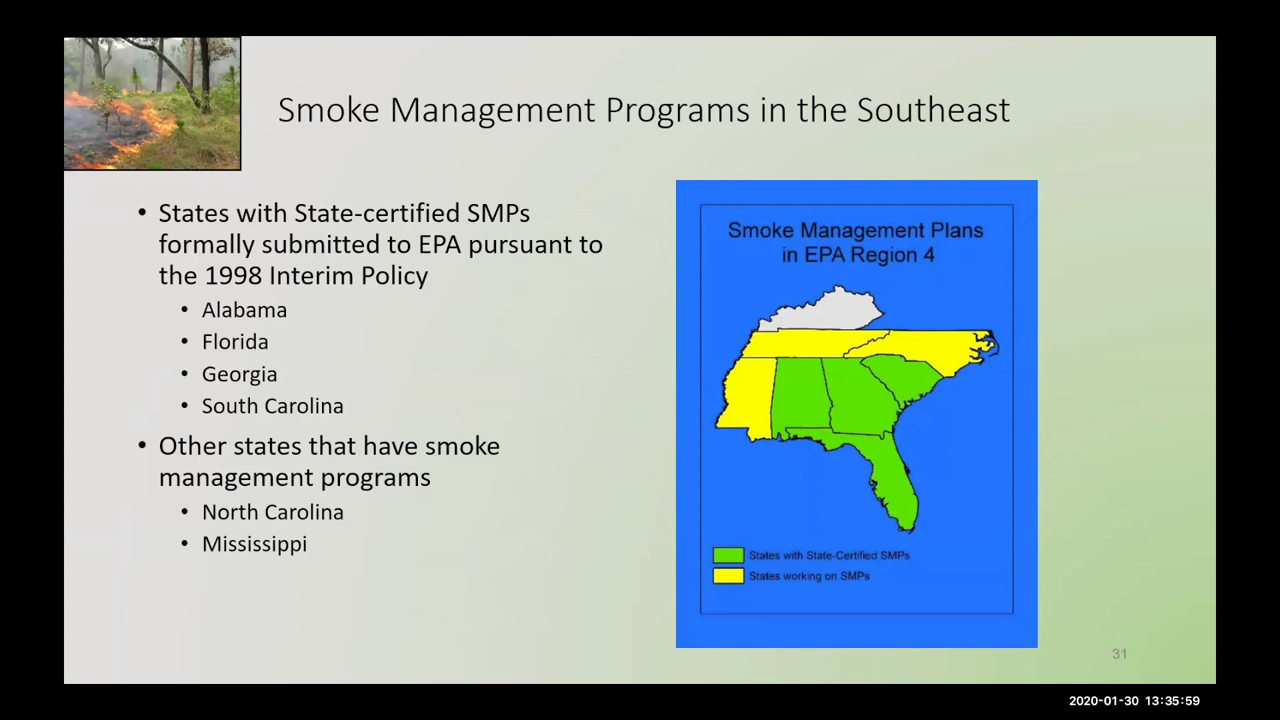 Smoke Management Programs in the Southeast
• States with State-certified SMPs
formally submitted to EPA pursuant to
the 1998 Interim Policy
• Alabama
• Florida
• Georgia
• South Carolina
• Other states that have smoke
management programs
• North Carolina
• Mississippi
Smoke Management Plans
in EPA Region 4
States with State-Certified SMPs
States working on SMPs
31
2020-01-30 13:35:59